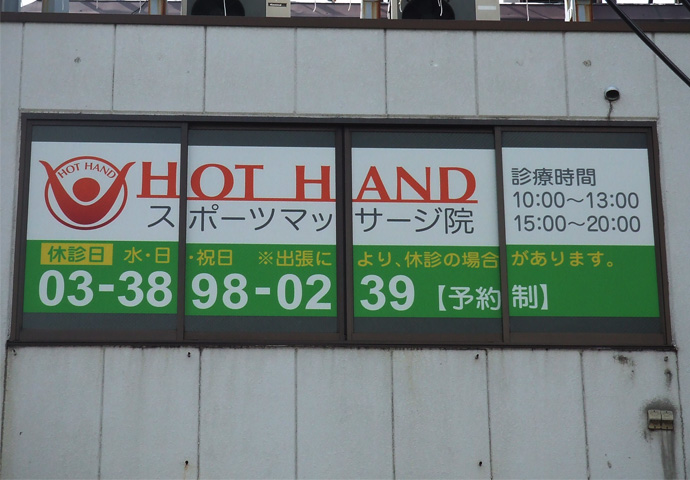 HOT HAND
HOT HAND
スポーツマッサージ院
診療時間
10:00～13:00
15:00～20:00
休診日 水・日・祝日 ※出張により、休診の場合があります。
03-3898-0239【予約制】